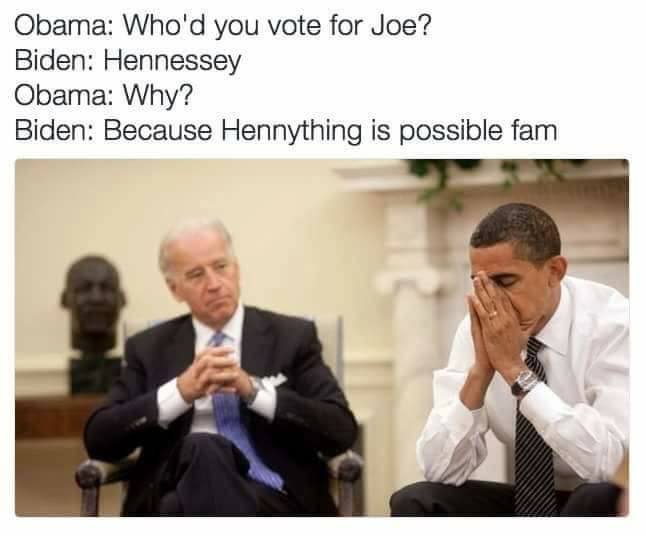 Obama: Who'd you vote for Joe?
Biden: Hennessey
Obama: Why?
Biden: Because Hennything is possible fam